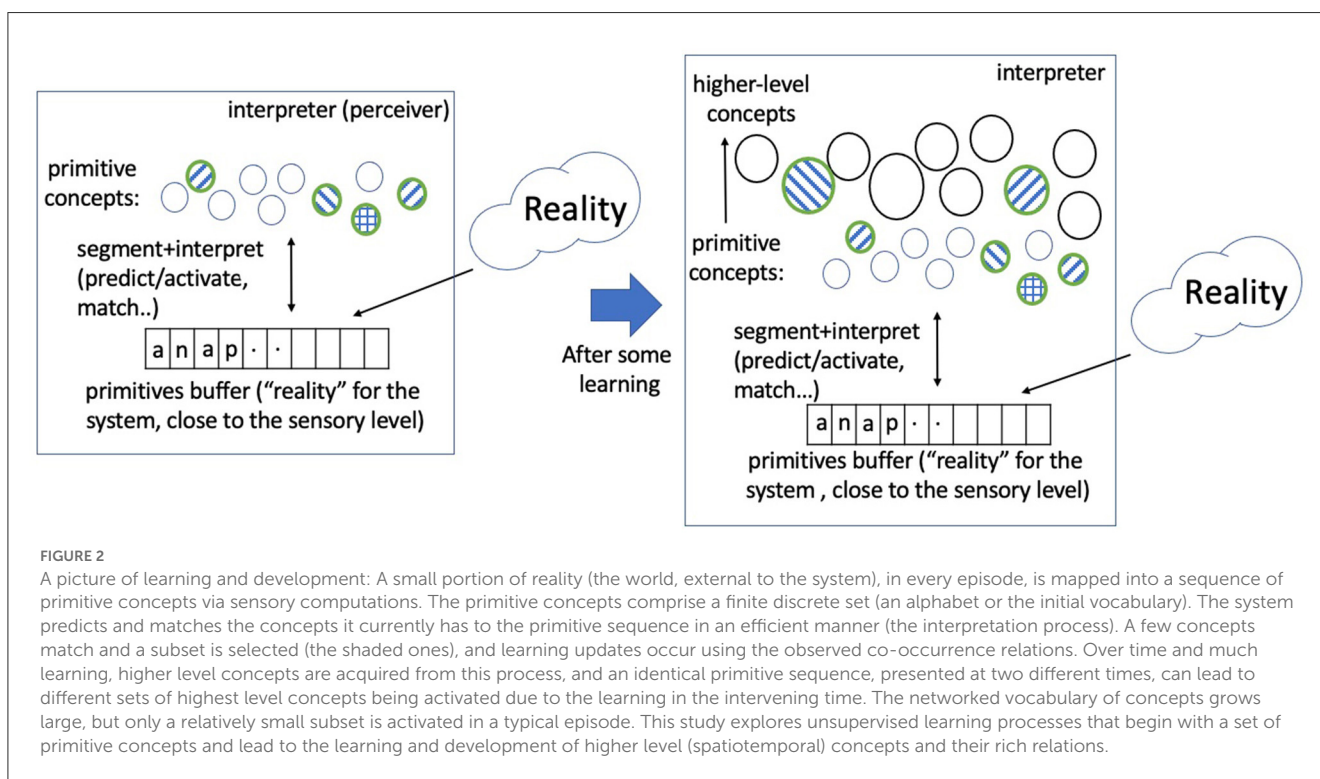 interpreter (perceiver)
primitive
concepts:
segment+interpret
(predict/activate,
match..)
a n a p · ·
primitives buffer (“reality” for the
system, close to the sensory level)
Reality
After some
learning
interpreter
higher-level
concepts
primitive
concepts:
segment+interpret
(predict/activate,
match...)
a n a p · ·
primitives buffer (“reality” for the
system , close to the sensory level)
Reality
FIGURE 2
A picture of learning and development: A small portion of reality (the world, external to the system), in every episode, is mapped into a sequence of
primitive concepts via sensory computations. The primitive concepts comprise a finite discrete set (an alphabet or the initial vocabulary). The system
predicts and matches the concepts it currently has to the primitive sequence in an efficient manner (the interpretation process). A few concepts
match and a subset is selected (the shaded ones), and learning updates occur using the observed co-occurrence relations. Over time and much
learning, higher level concepts are acquired from this process, and an identical primitive sequence, presented at two different times, can lead to
different sets of highest level concepts being activated due to the learning in the intervening time. The networked vocabulary of concepts grows
large, but only a relatively small subset is activated in a typical episode. This study explores unsupervised learning processes that begin with a set of
primitive concepts and lead to the learning and development of higher level (spatiotemporal) concepts and their rich relations.